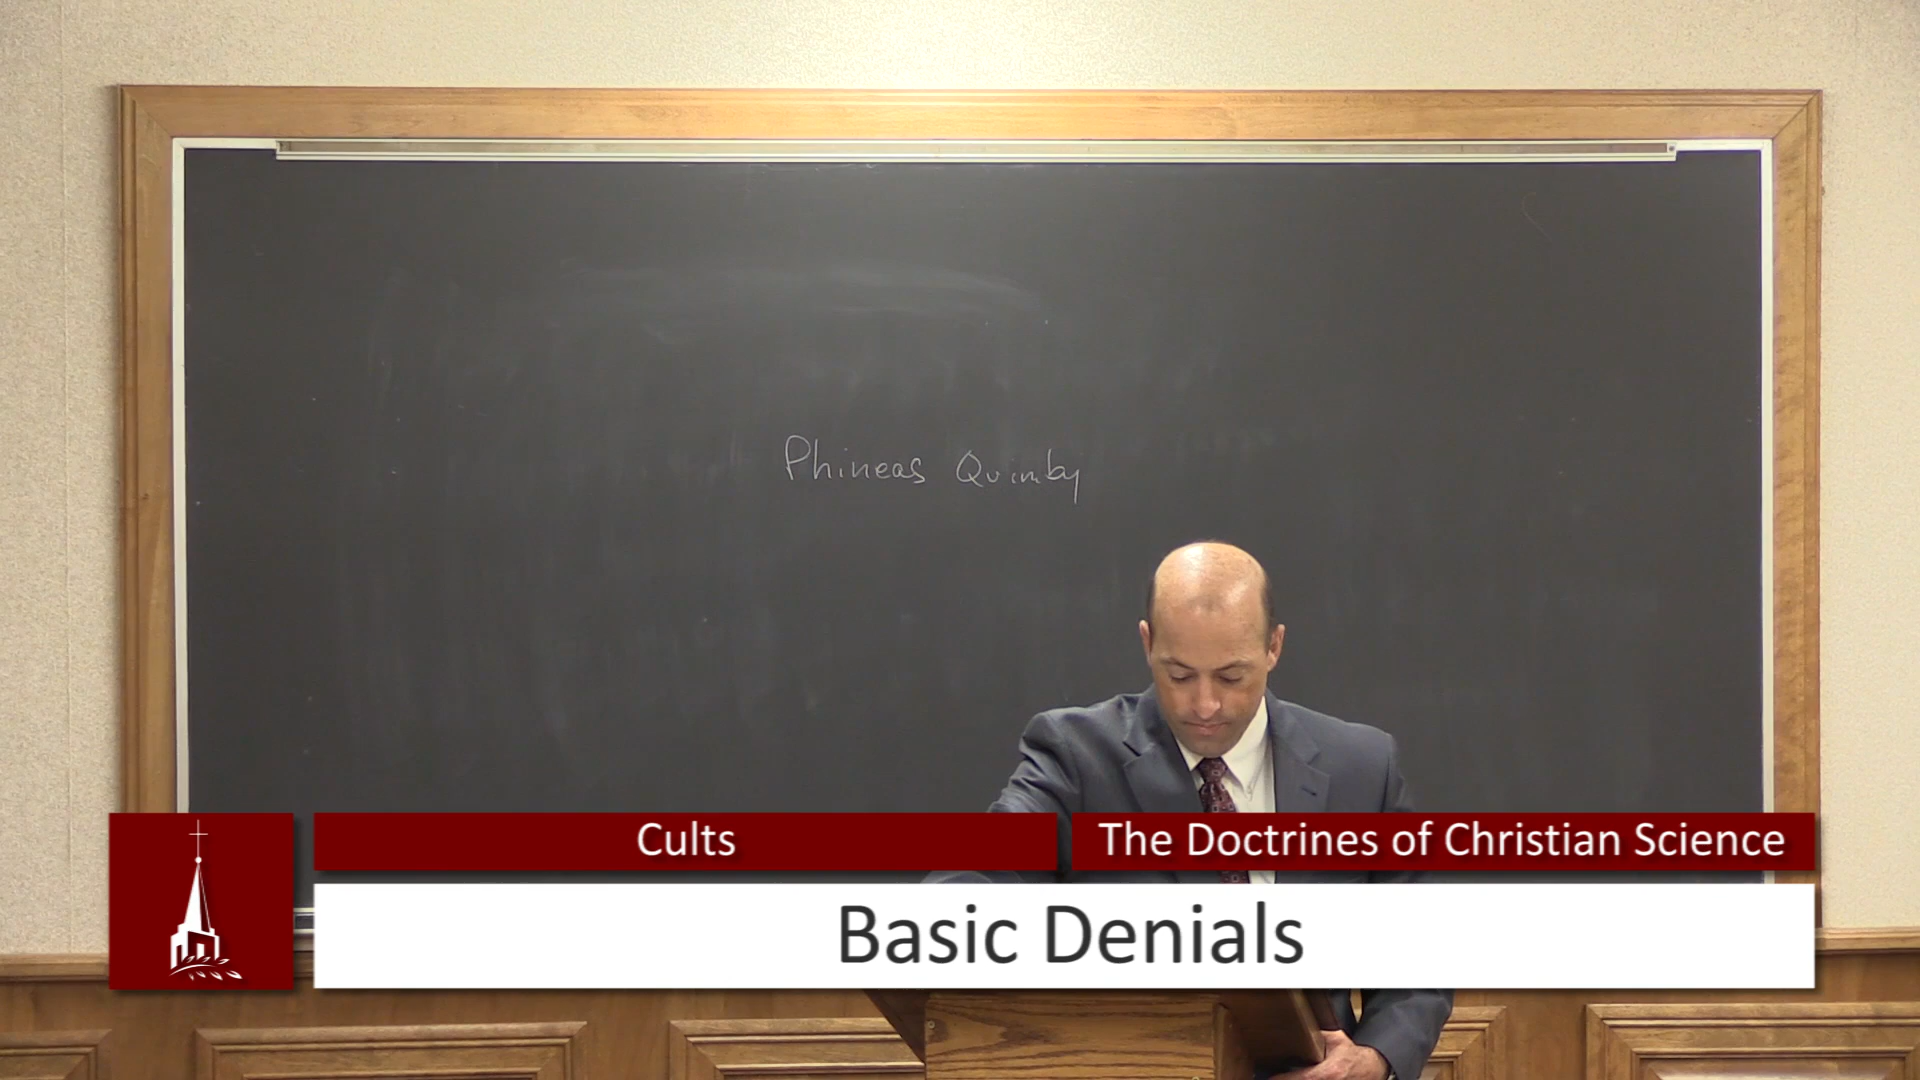 Phineas Quimby
Cults
The Doctrines of Christian Science
Basic Denials